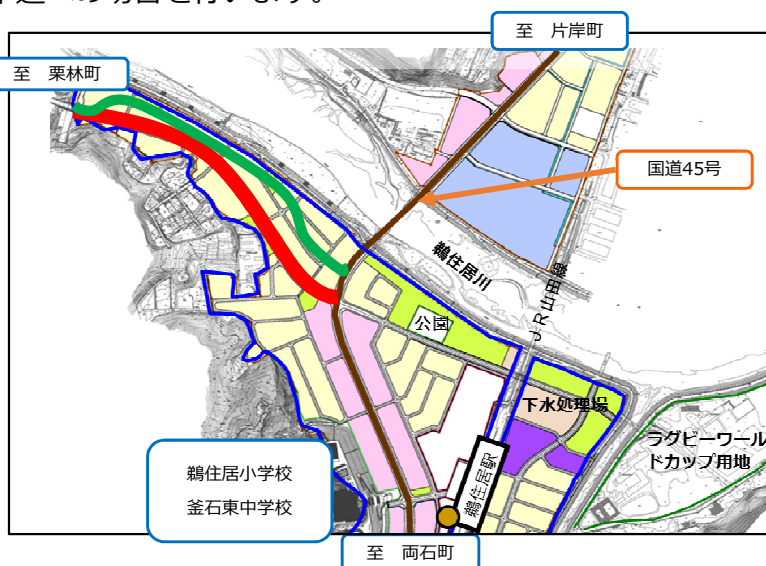 至 片岸町
至 栗林町
国道45号
鵜住居川
JR山田線
公園
下水処理場
ラグビーワール
ドカップ用地
鵜住居駅
鵜住居小学校
釜石東中学校
至 両石町